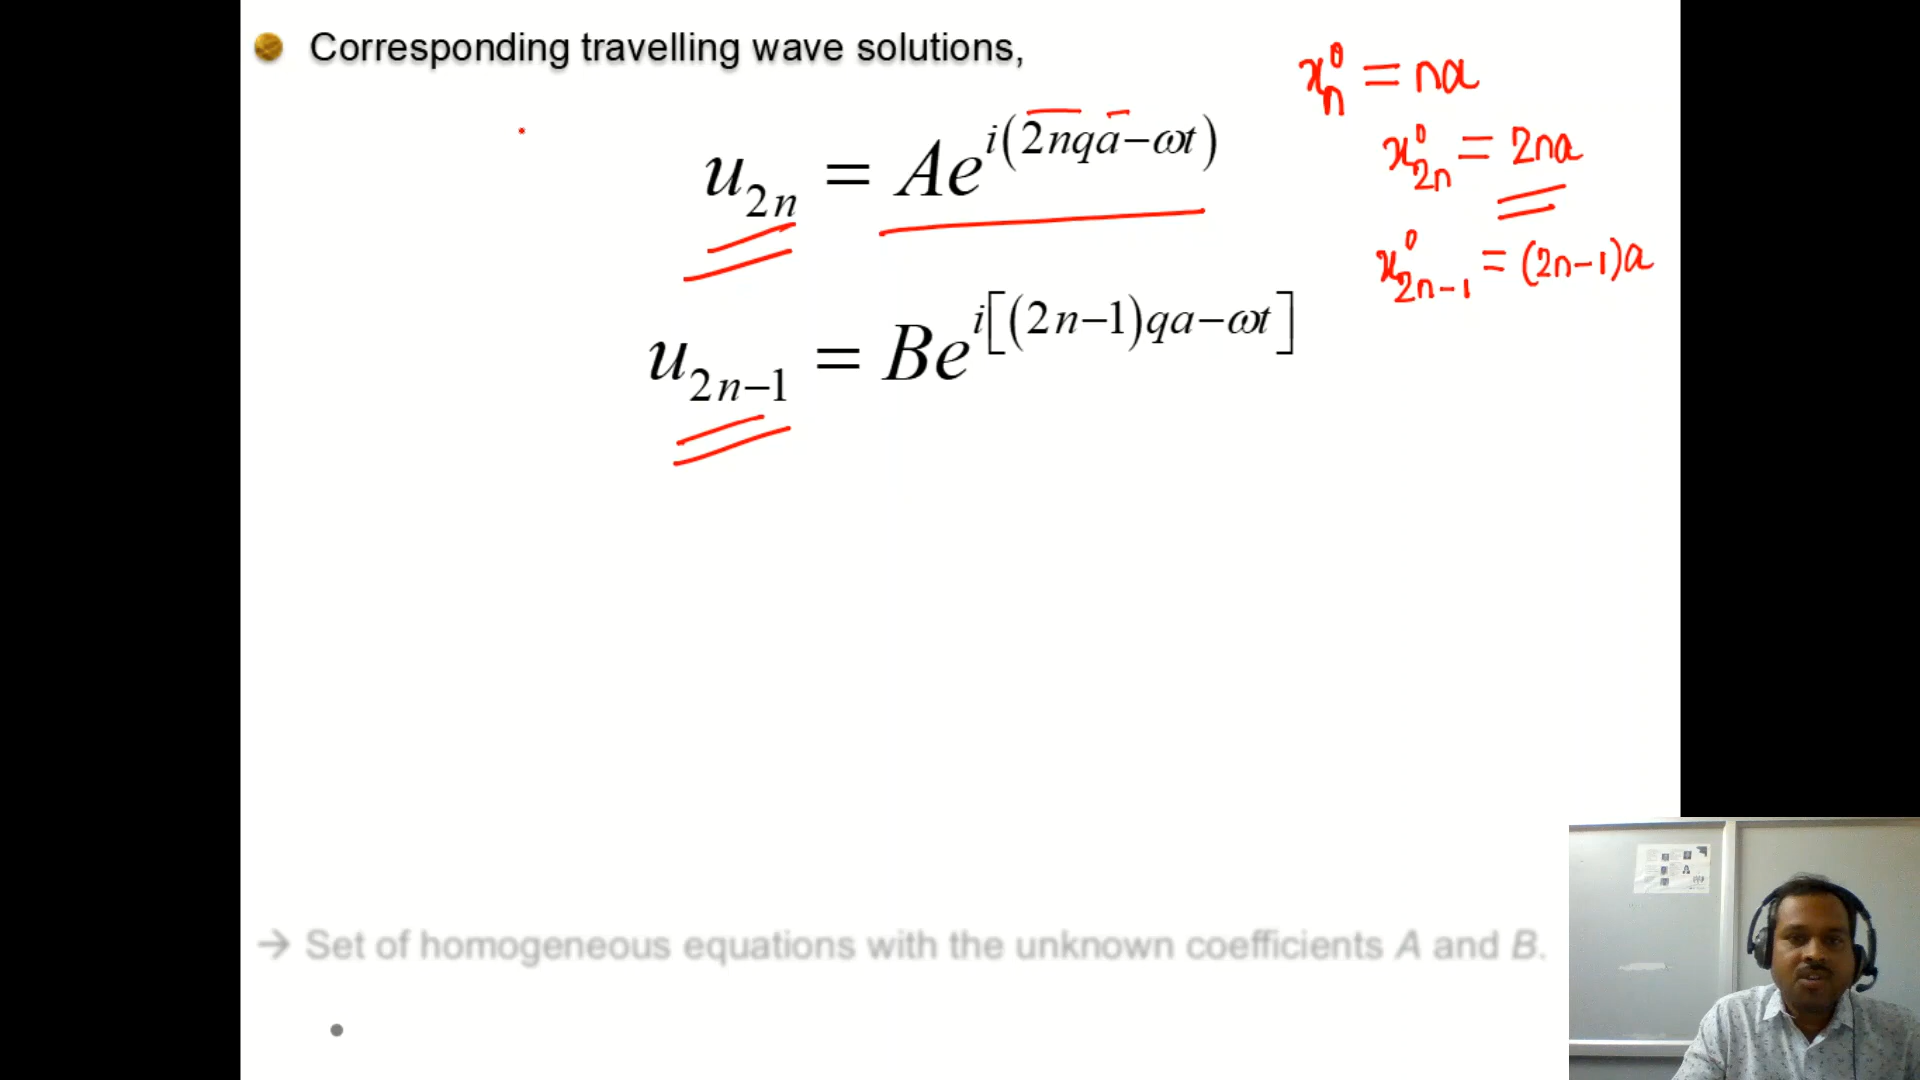 Corresponding travelling wave solutions,
u_{2n} = Ae^{i(2nqa−ωt)}
u_{2n−1} = Be^{i[(2n−1)qa−ωt]}
x_n^0 = na
x_{2n}^0 = 2na
x_{2n−1}^0 = (2n−1)a
→ Set of homogeneous equations with the unknown coefficients A and B.